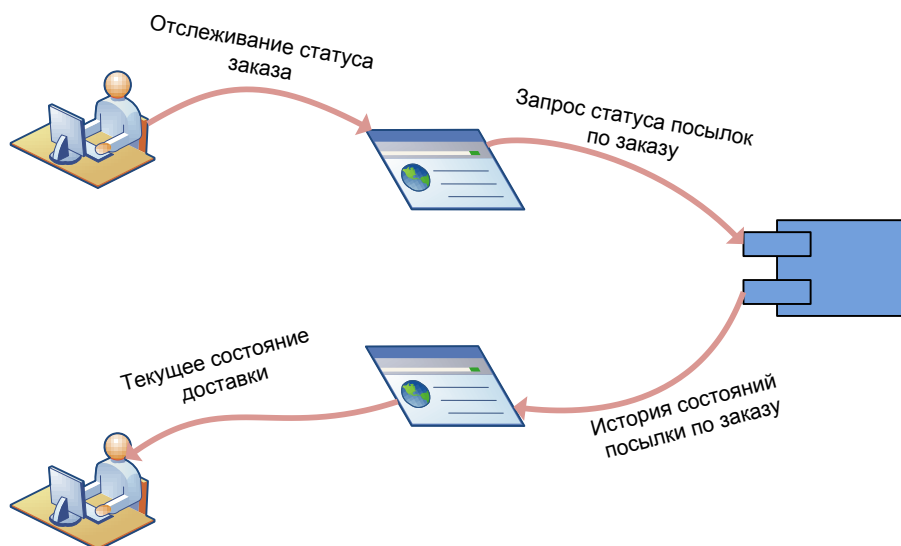 Отслеживание статуса
заказа
Запрос статуса посылок
по заказу
Текущее состояние
доставки
История состояний
посылки по заказу